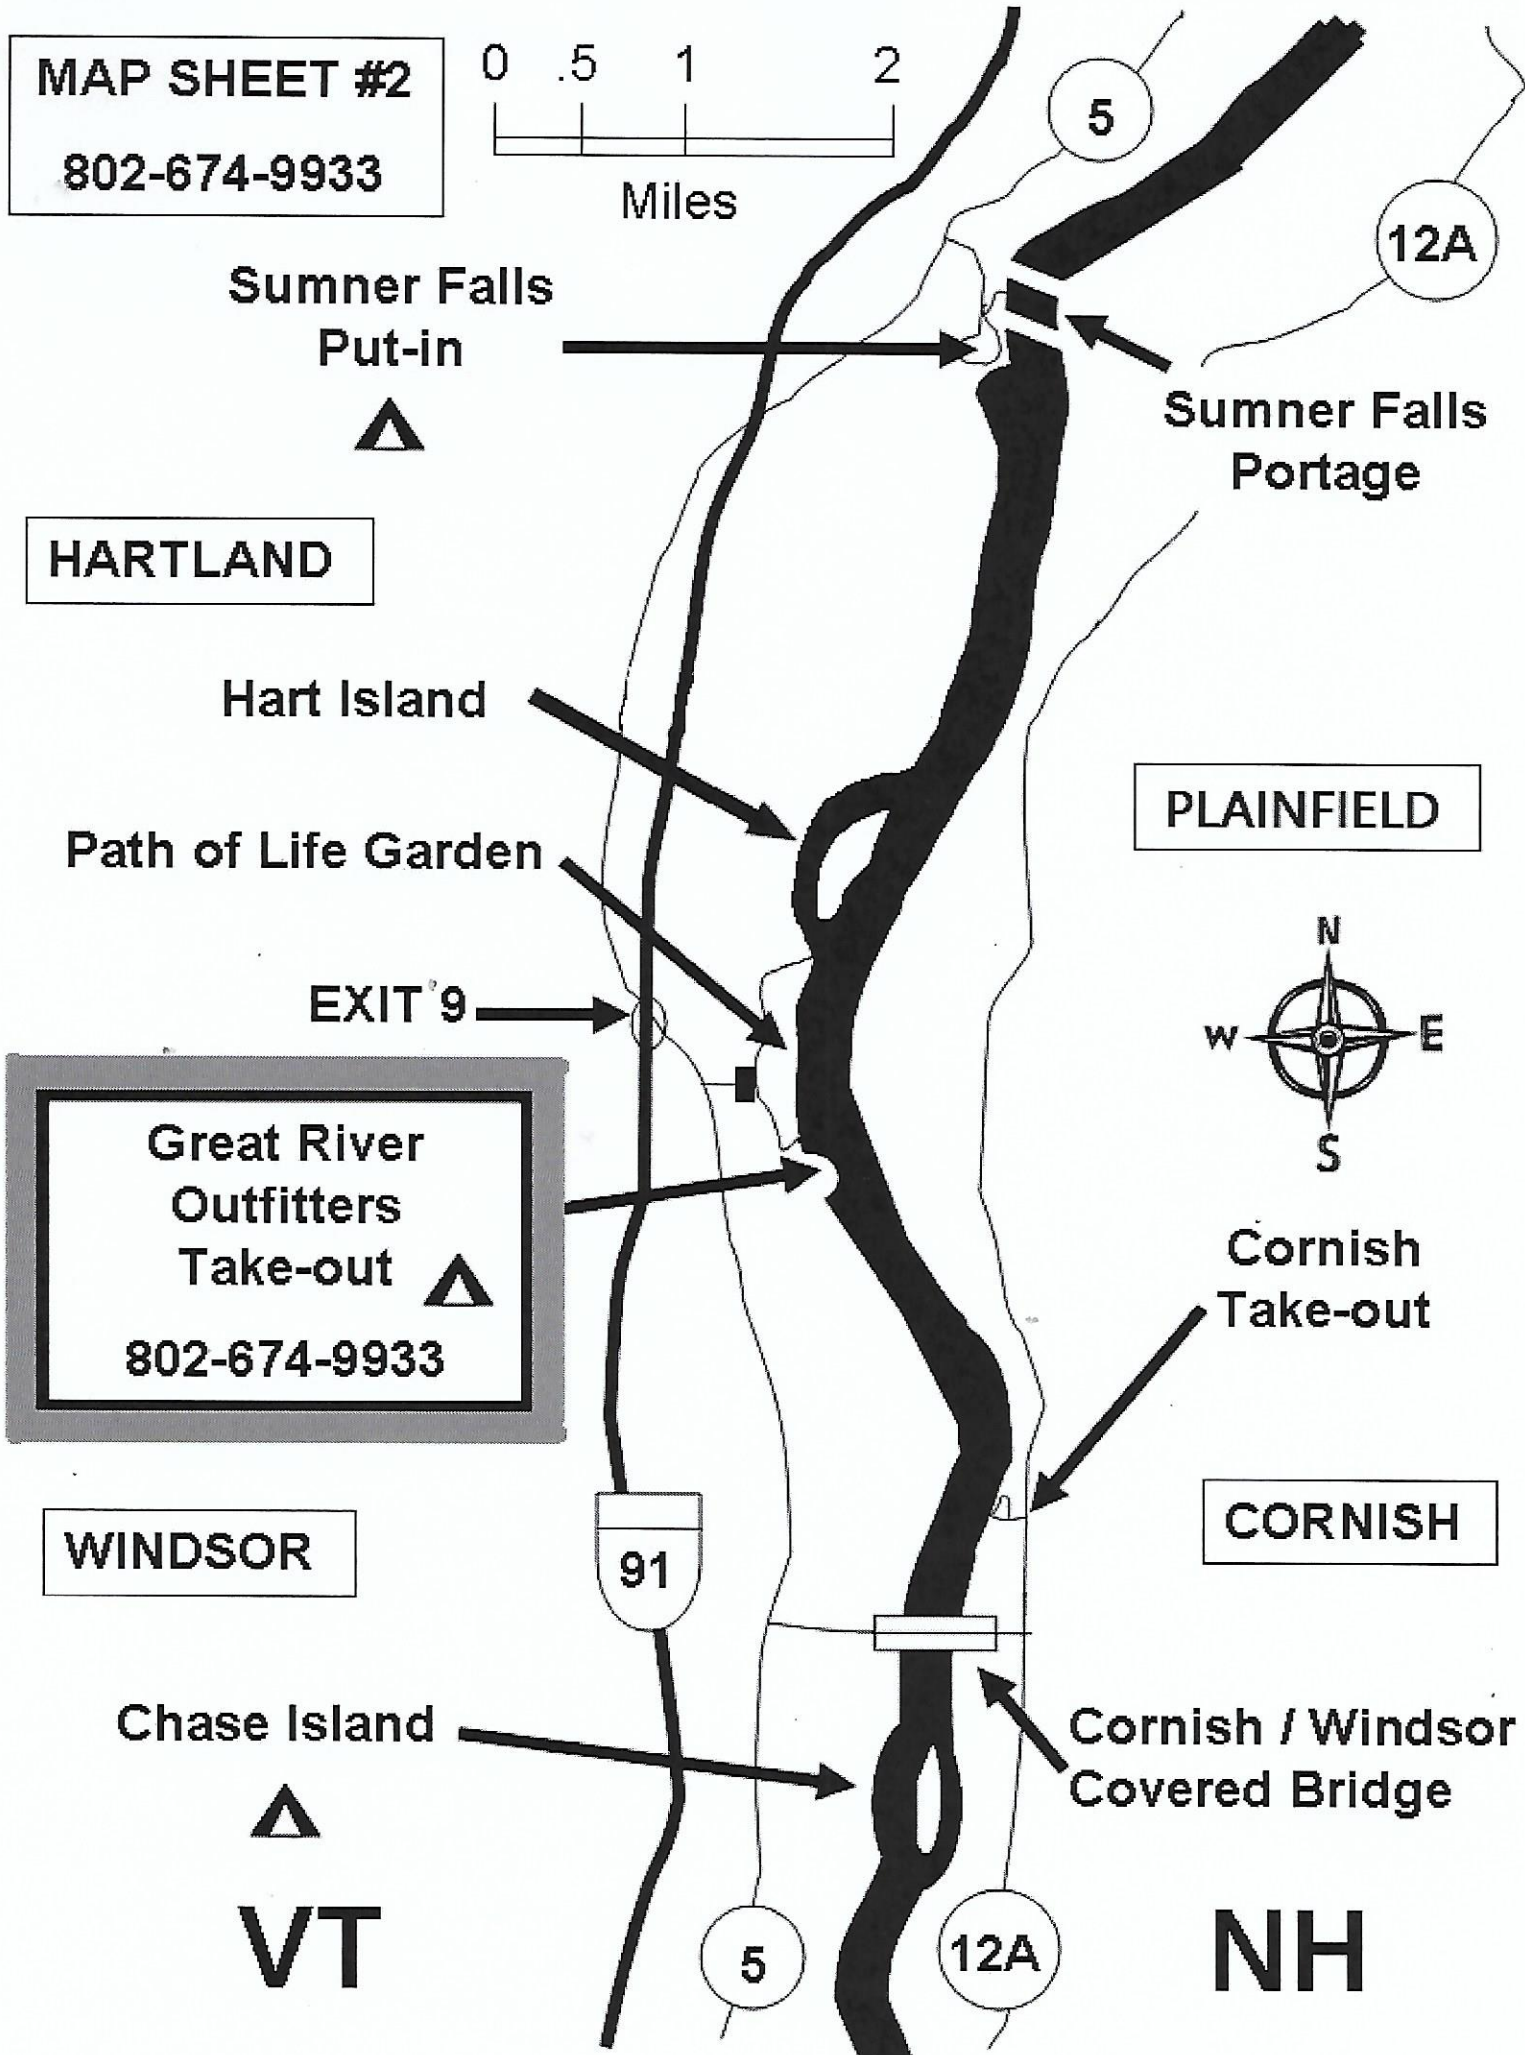 MAP SHEET #2
802-674-9933
0 .5 1 2
Miles
5
12A
Sumner Falls
Put-in
Sumner Falls
Portage
HARTLAND
Hart Island
PLAINFIELD
Path of Life Garden
N
W E
S
EXIT 9
Great River
Outfitters
Take-out
802-674-9933
Cornish
Take-out
WINDSOR
91
CORNISH
Chase Island
Cornish / Windsor
Covered Bridge
VT
5
12A
NH